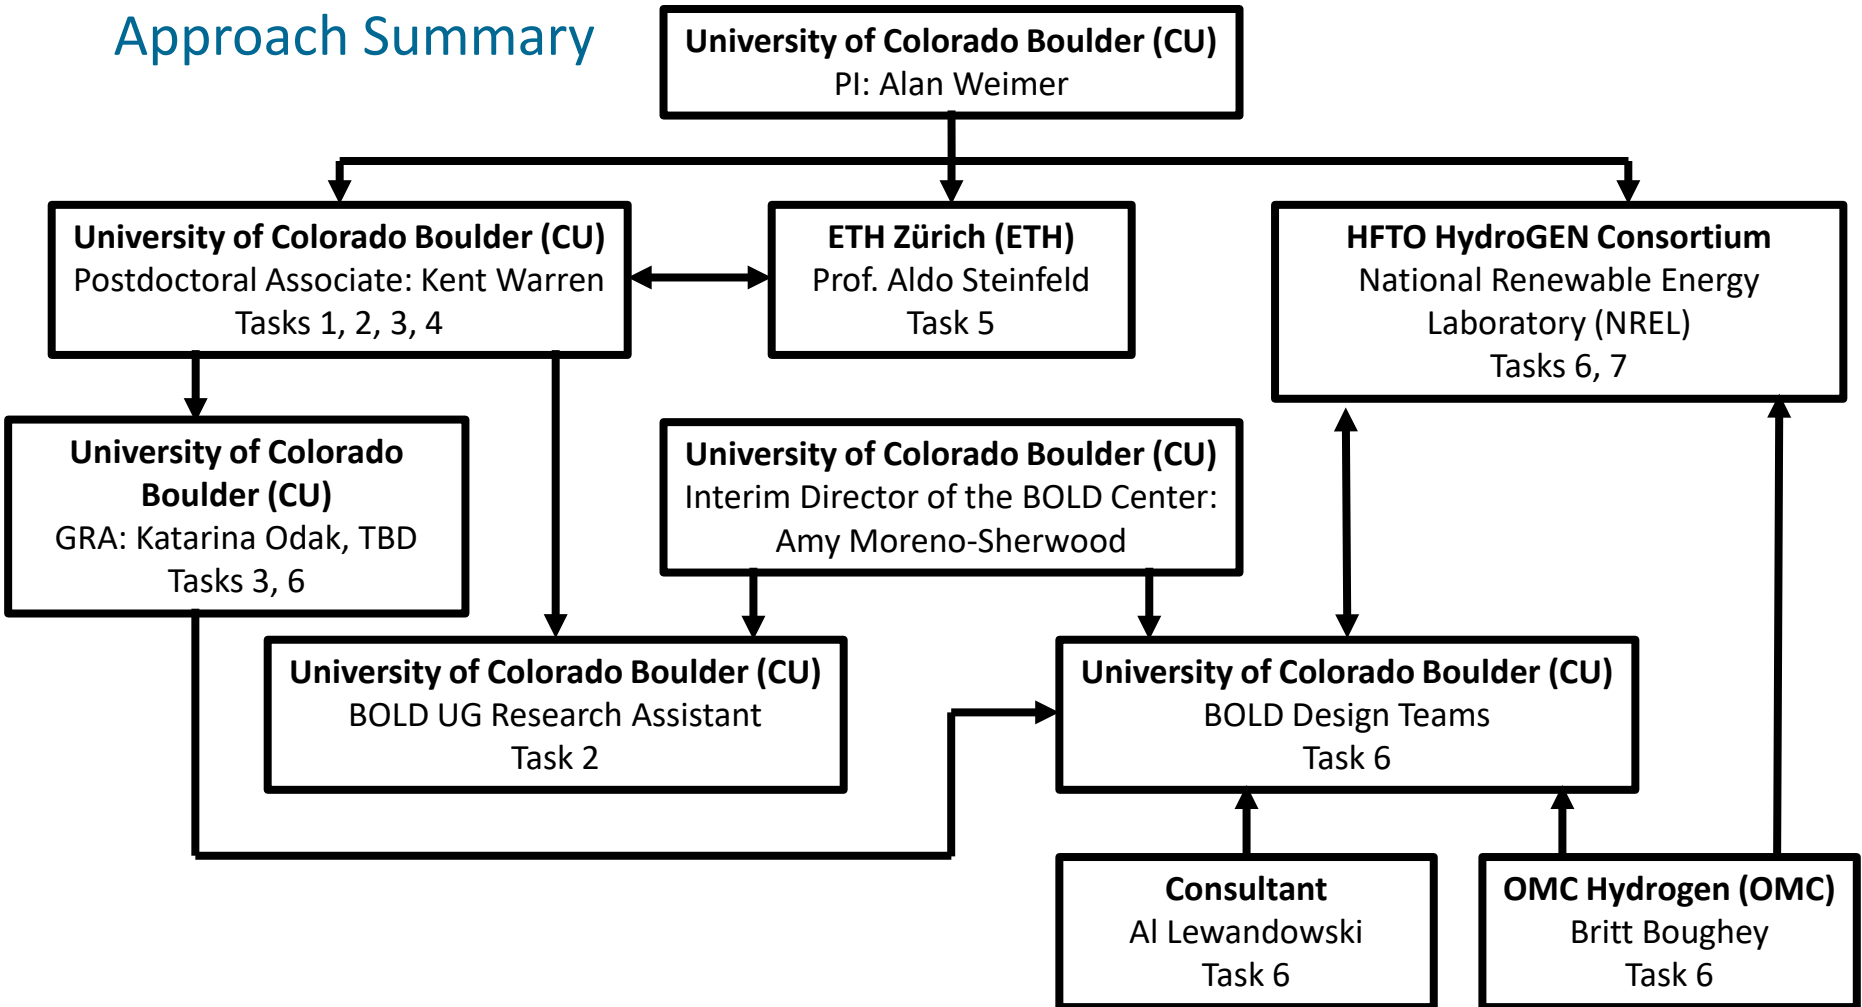 Approach Summary
University of Colorado Boulder (CU)
PI: Alan Weimer
University of Colorado Boulder (CU)
Postdoctoral Associate: Kent Warren
Tasks 1, 2, 3, 4
ETH Zürich (ETH)
Prof. Aldo Steinfeld
Task 5
HFTO HydroGEN Consortium
National Renewable Energy
Laboratory (NREL)
Tasks 6, 7
University of Colorado
Boulder (CU)
GRA: Katarina Odak, TBD
Tasks 3, 6
University of Colorado Boulder (CU)
Interim Director of the BOLD Center:
Amy Moreno-Sherwood
University of Colorado Boulder (CU)
BOLD UG Research Assistant
Task 2
University of Colorado Boulder (CU)
BOLD Design Teams
Task 6
Consultant
Al Lewandowski
Task 6
OMC Hydrogen (OMC)
Britt Boughey
Task 6